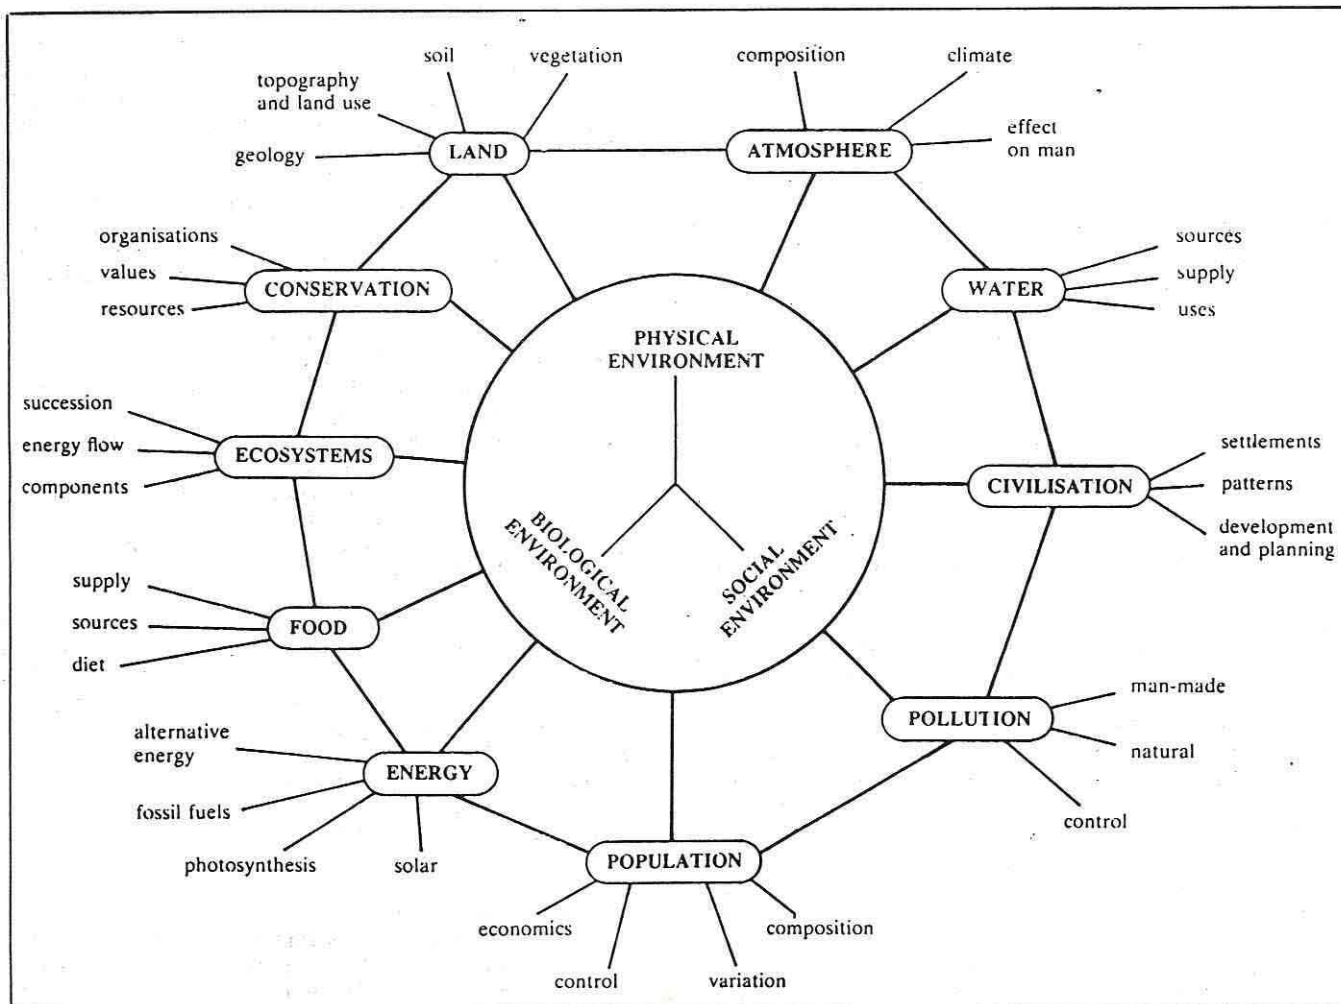 soil
vegetation
topography
and land use
geology
LAND
composition
climate
effect
on man
ATMOSPHERE
organisations
values
resources
CONSERVATION
sources
supply
uses
WATER
PHYSICAL
ENVIRONMENT
BIOLOGICAL
ENVIRONMENT
SOCIAL
ENVIRONMENT
succession
energy flow
components
ECOSYSTEMS
settlements
patterns
development
and planning
CIVILISATION
supply
sources
diet
FOOD
man-made
natural
control
POLLUTION
alternative
energy
fossil fuels
photosynthesis
solar
ENERGY
POPULATION
economics
control
variation
composition